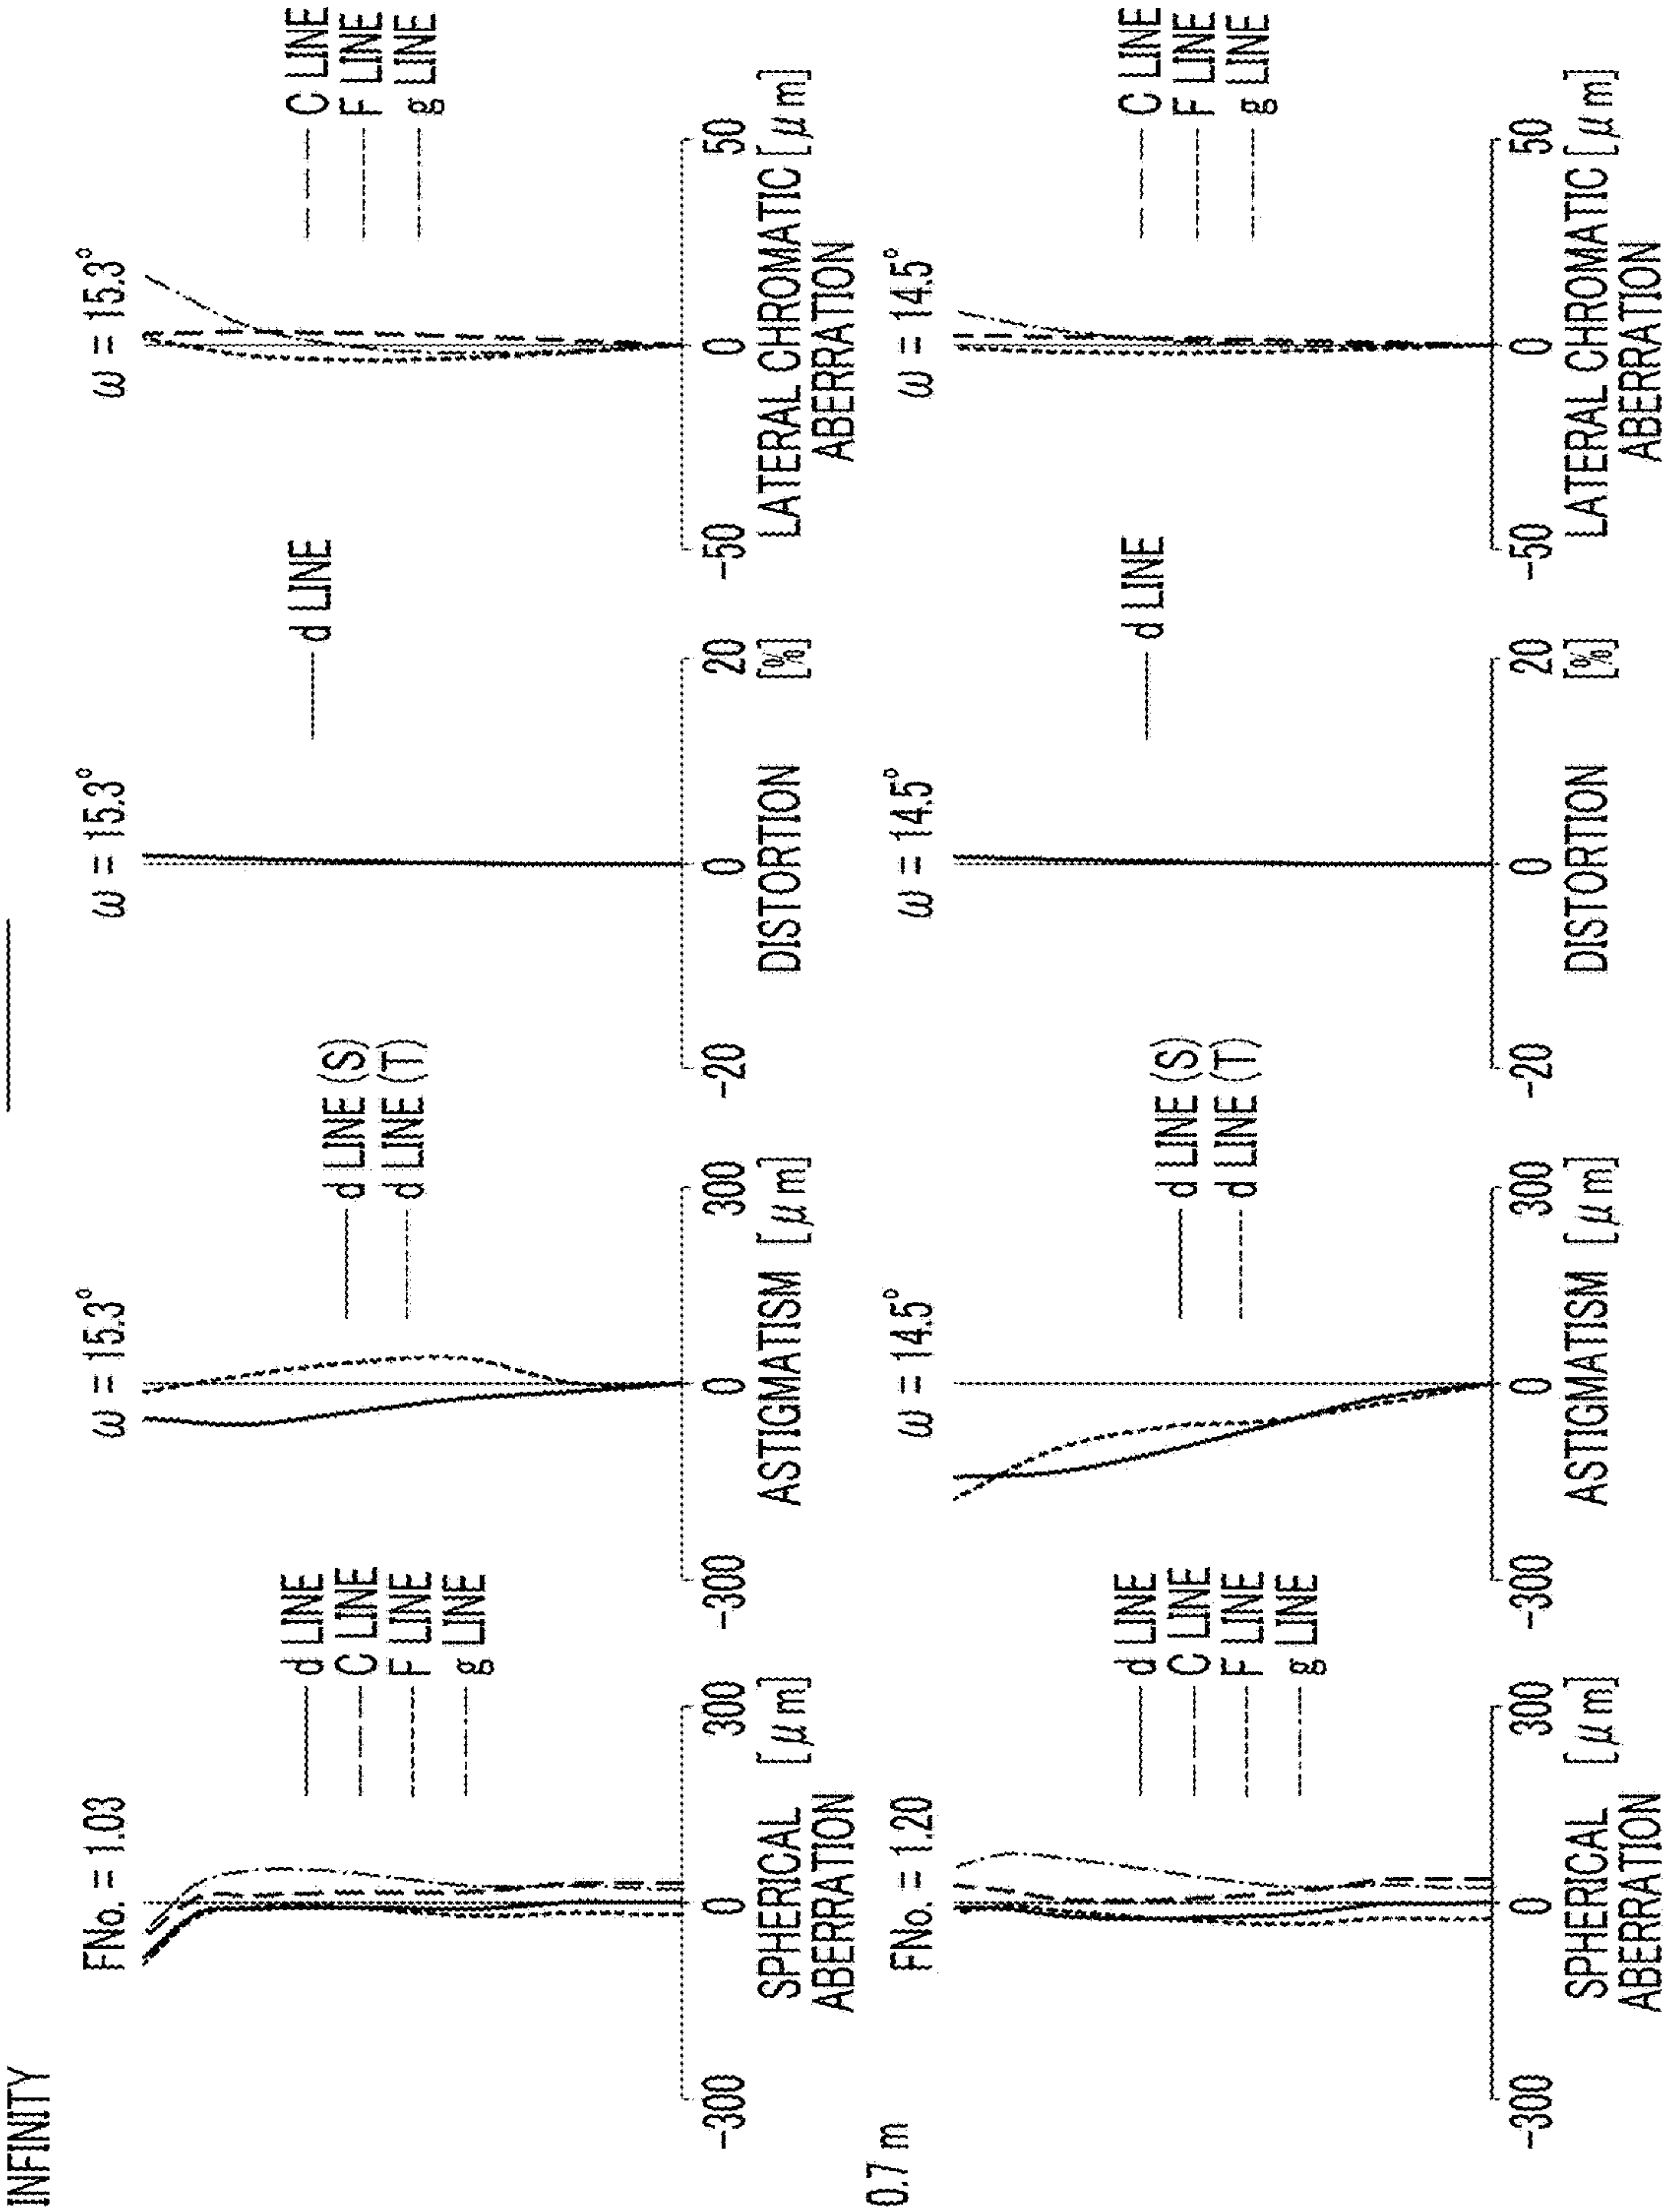 INFINITY
FNo. = 1.03
d LINE
C LINE
F LINE
g LINE
-300
0
300
SPHERICAL [μm]
ABERRATION
ω = 15.3°
d LINE (S)
d LINE (T)
-300
0
300
ASTIGMATISM [μm]
ω = 15.3°
d LINE
-20
0
20
DISTORTION [%]
ω = 15.3°
C LINE
F LINE
g LINE
-50
0
50
LATERAL CHROMATIC [μm]
ABERRATION
0.7 m
FNo. = 1.20
d LINE
C LINE
F LINE
g LINE
-300
0
300
SPHERICAL [μm]
ABERRATION
ω = 14.5°
d LINE (S)
d LINE (T)
-300
0
300
ASTIGMATISM [μm]
ω = 14.5°
d LINE
-20
0
20
DISTORTION [%]
ω = 14.5°
C LINE
F LINE
g LINE
-50
0
50
LATERAL CHROMATIC [μm]
ABERRATION